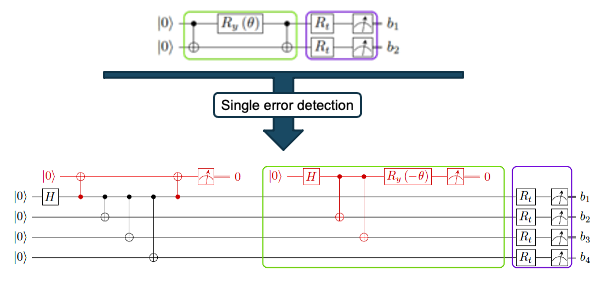 |0⟩ R_y (θ) R_t b_1
|0⟩ R_t b_2
Single error detection
|0⟩ 0 |0⟩ H R_y (−θ) 0
|0⟩ H R_t b_1
|0⟩ R_t b_2
|0⟩ R_t b_3
|0⟩ R_t b_4